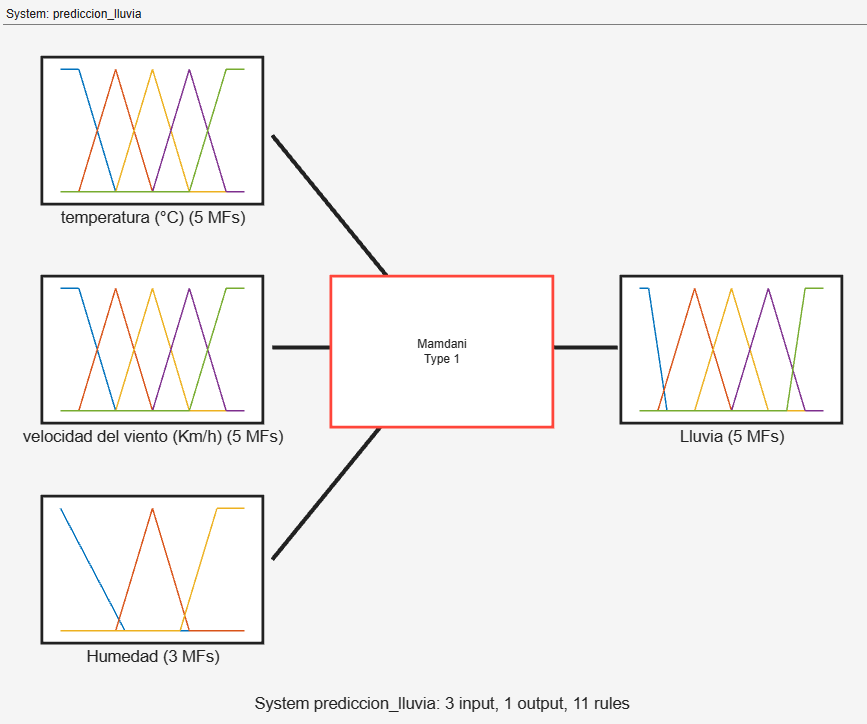 System: prediccion_lluvia
temperatura (°C) (5 MFs)
velocidad del viento (Km/h) (5 MFs)
Mamdani
Type 1
Lluvia (5 MFs)
Humedad (3 MFs)
System prediccion_lluvia: 3 input, 1 output, 11 rules